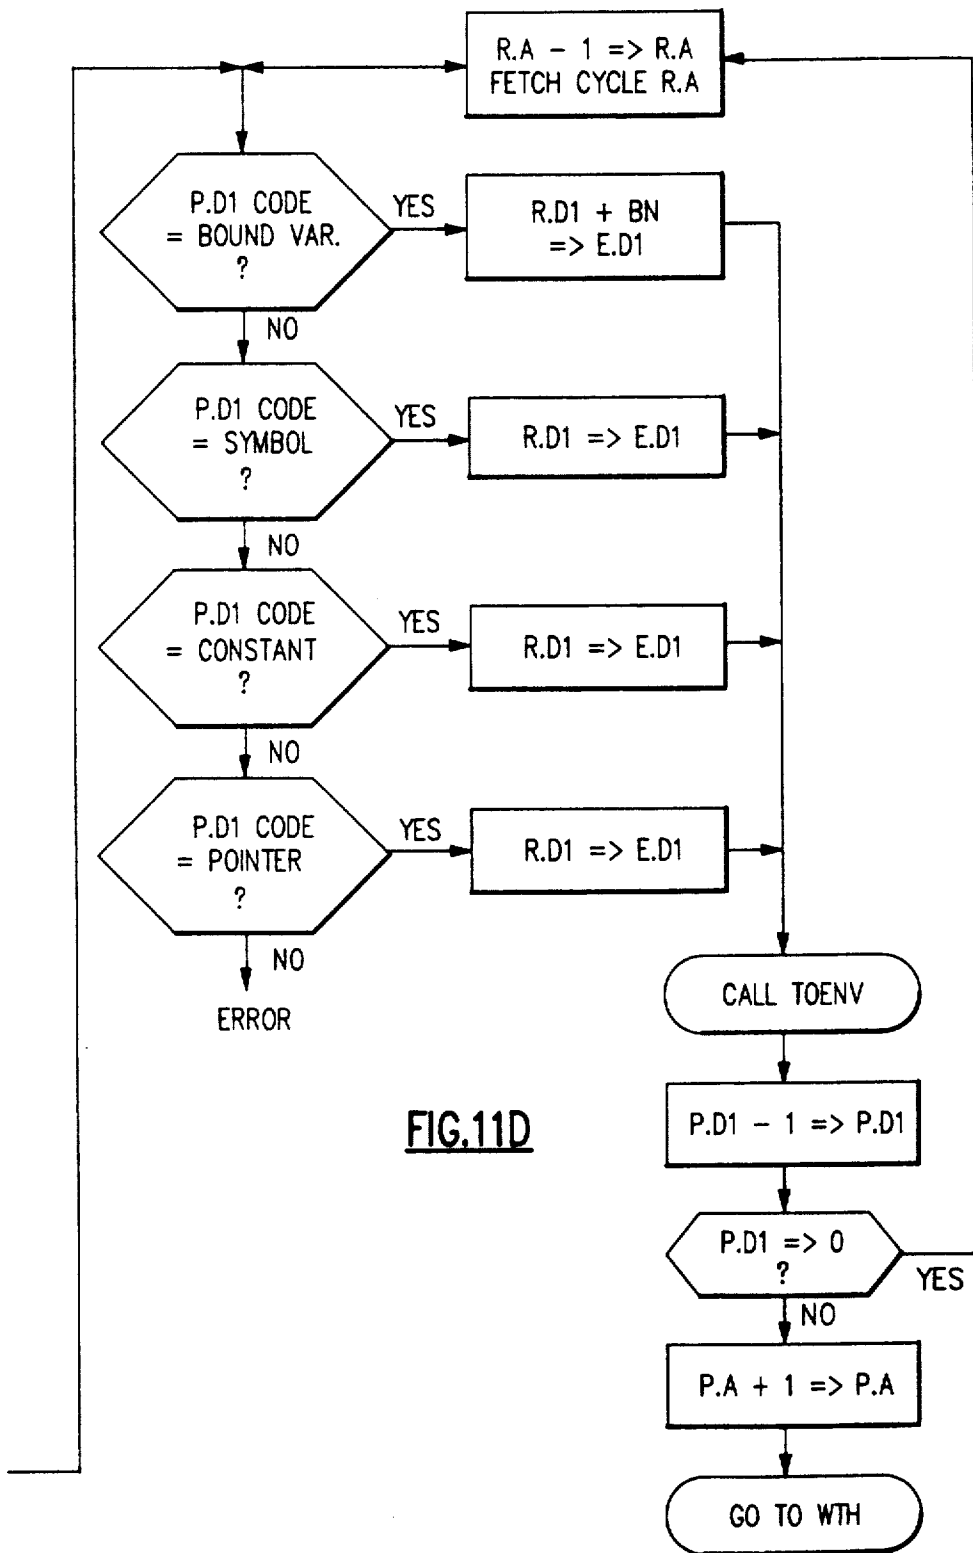 R.A - 1 => R.A
FETCH CYCLE R.A
P.D1 CODE
= BOUND VAR.
?
YES
R.D1 + BN
=> E.D1
NO
P.D1 CODE
= SYMBOL
?
YES
R.D1 => E.D1
NO
P.D1 CODE
= CONSTANT
?
YES
R.D1 => E.D1
NO
P.D1 CODE
= POINTER
?
YES
R.D1 => E.D1
NO
ERROR
CALL TOENV
P.D1 - 1 => P.D1
P.D1 => 0
?
YES
NO
P.A + 1 => P.A
GO TO WTH
FIG.11D